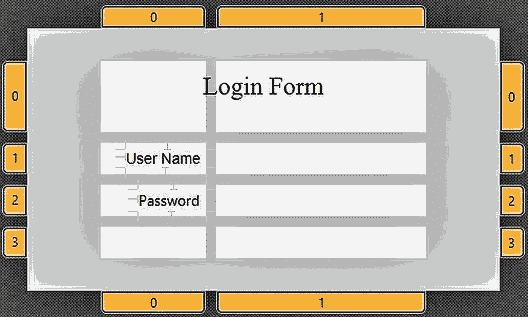 0 1
0 Login Form 0
1 User Name 1
2 Password 2
3 3
0 1